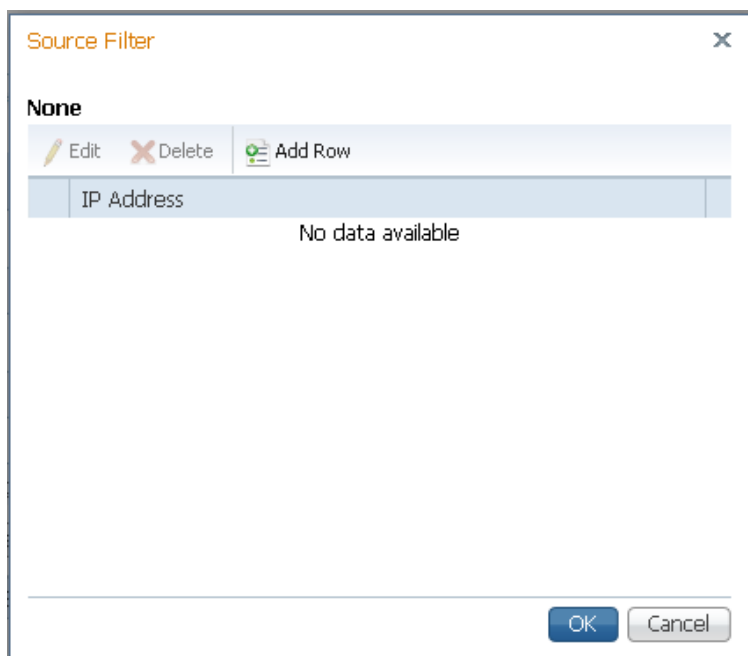 Source Filter
None
Edit Delete Add Row
IP Address
No data available
OK Cancel